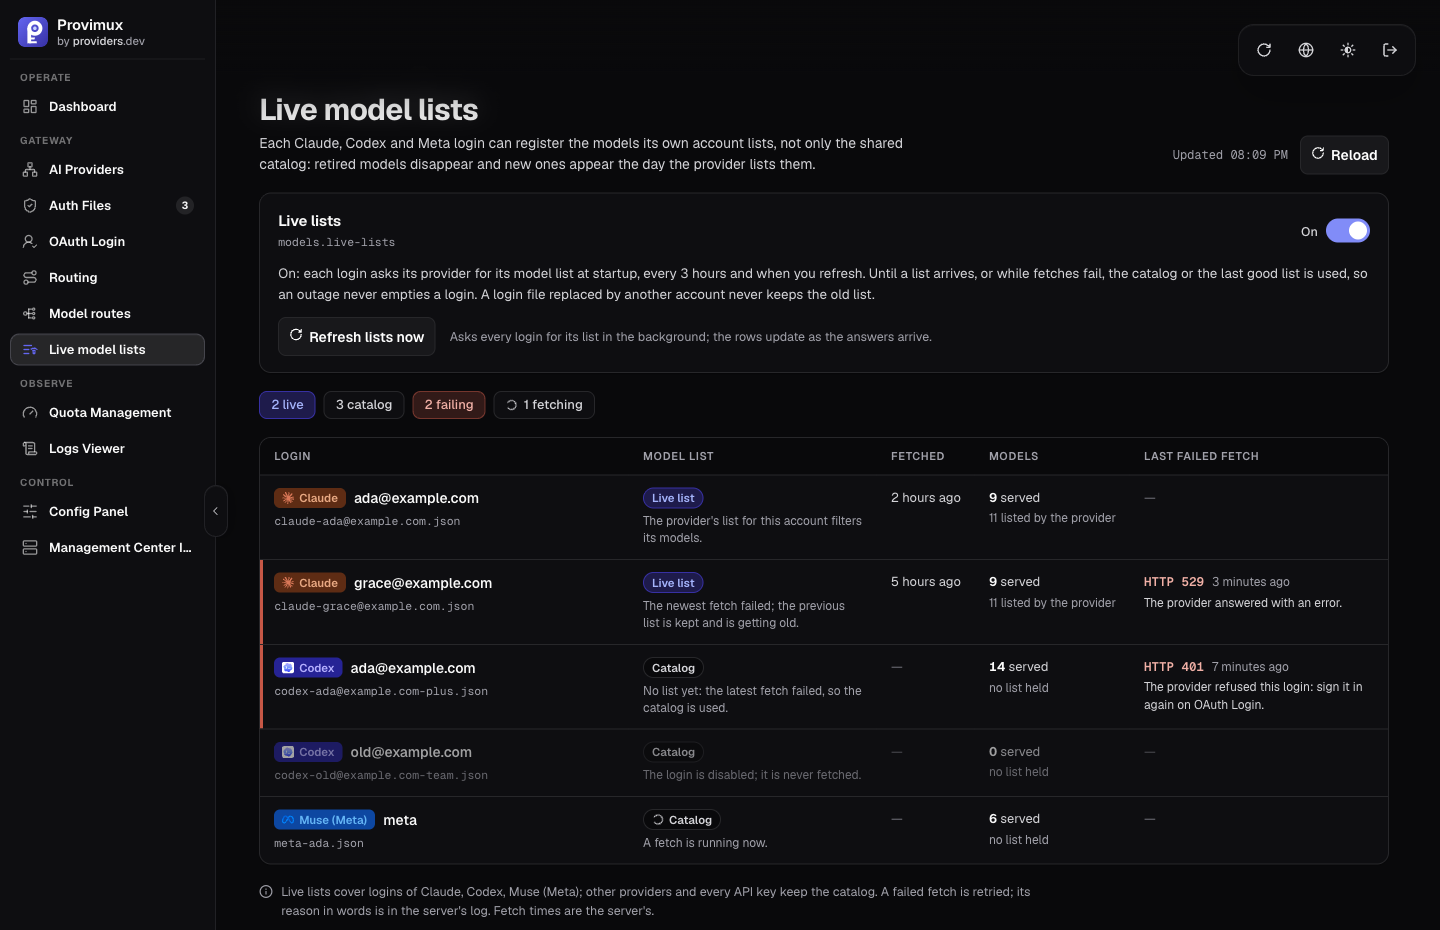 Provimux
by providers.dev
OPERATE
Dashboard
GATEWAY
AI Providers
Auth Files 3
OAuth Login
Routing
Model routes
Live model lists
OBSERVE
Quota Management
Logs Viewer
CONTROL
Config Panel
Management Center I...
Live model lists
Each Claude, Codex and Meta login can register the models its own account lists, not only the shared
catalog: retired models disappear and new ones appear the day the provider lists them.
Updated 08:09 PM
Reload
Live lists
models.live-lists
On
On: each login asks its provider for its model list at startup, every 3 hours and when you refresh. Until a list arrives, or while fetches fail, the catalog or the last good list is used, so
an outage never empties a login. A login file replaced by another account never keeps the old list.
Refresh lists now
Asks every login for its list in the background; the rows update as the answers arrive.
2 live
3 catalog
2 failing
1 fetching
LOGIN MODEL LIST FETCHED MODELS LAST FAILED FETCH
Claude ada@example.com
claude-ada@example.com.json
Live list
The provider's list for this account filters
its models.
2 hours ago
9 served
11 listed by the provider
—
Claude grace@example.com
claude-grace@example.com.json
Live list
The newest fetch failed; the previous
list is kept and is getting old.
5 hours ago
9 served
11 listed by the provider
HTTP 529 3 minutes ago
The provider answered with an error.
Codex ada@example.com
codex-ada@example.com-plus.json
Catalog
No list yet: the latest fetch failed, so the
catalog is used.
—
14 served
no list held
HTTP 401 7 minutes ago
The provider refused this login: sign it in
again on OAuth Login.
Codex old@example.com
codex-old@example.com-team.json
Catalog
The login is disabled; it is never fetched.
—
0 served
no list held
—
Muse (Meta) meta
meta-ada.json
Catalog
A fetch is running now.
—
6 served
no list held
—
Live lists cover logins of Claude, Codex, Muse (Meta); other providers and every API key keep the catalog. A failed fetch is retried; its
reason in words is in the server's log. Fetch times are the server's.